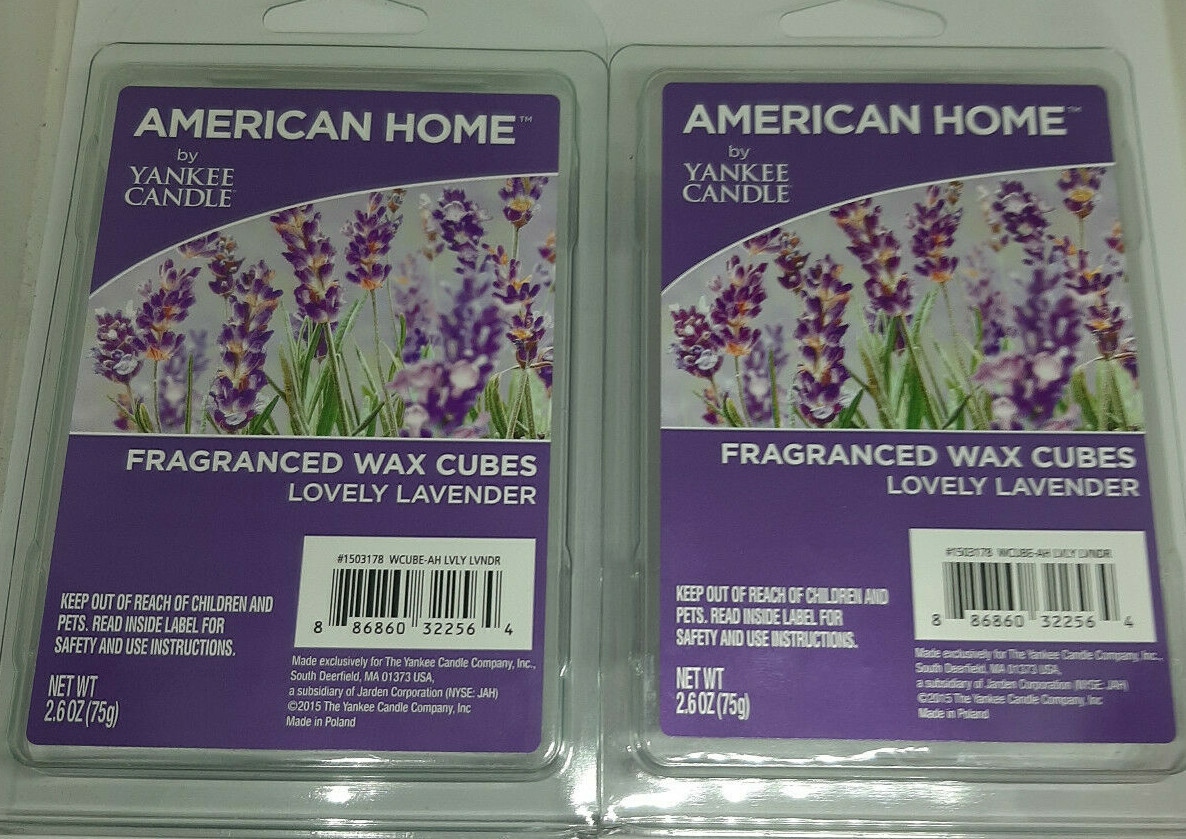 AMERICAN HOME™
by
YANKEE
CANDLE
FRAGRANCED WAX CUBES
LOVELY LAVENDER
#1503178 WCUBE-AH LVLY LVNDR
8 86860 32256 4
KEEP OUT OF REACH OF CHILDREN AND
PETS. READ INSIDE LABEL FOR
SAFETY AND USE INSTRUCTIONS.
NET WT
2.6 OZ (75g)
Made exclusively for The Yankee Candle Company, Inc.,
South Deerfield, MA 01373 USA,
a subsidiary of Jarden Corporation (NYSE: JAH)
©2015 The Yankee Candle Company, Inc
Made in Poland
AMERICAN HOME™
by
YANKEE
CANDLE
FRAGRANCED WAX CUBES
LOVELY LAVENDER
#1503178 WCUBE-AH LVLY LVNDR
8 86860 32256 4
KEEP OUT OF REACH OF CHILDREN AND
PETS. READ INSIDE LABEL FOR
SAFETY AND USE INSTRUCTIONS.
NET WT
2.6 OZ (75g)
Made exclusively for The Yankee Candle Company, Inc.,
South Deerfield, MA 01373 USA,
a subsidiary of Jarden Corporation (NYSE: JAH)
©2015 The Yankee Candle Company, Inc
Made in Poland